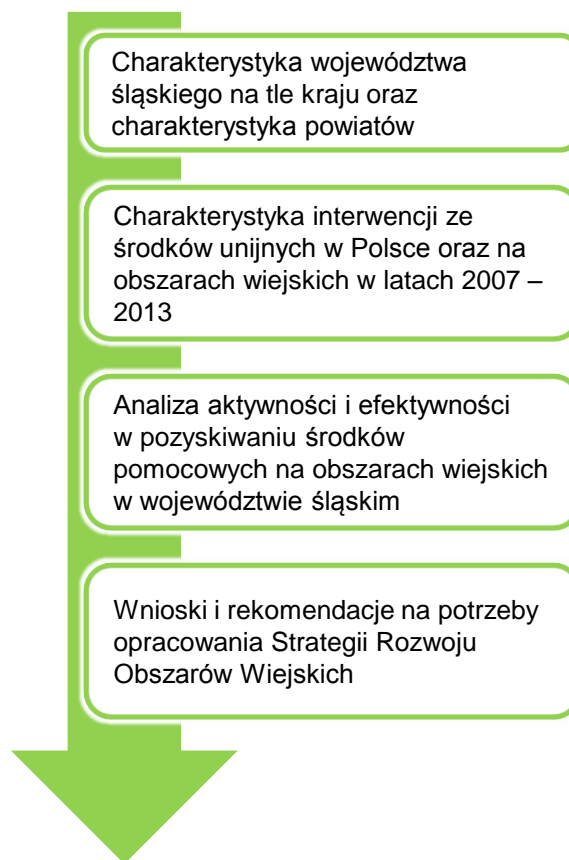 Charakterystyka województwa
śląskiego na tle kraju oraz
charakterystyka powiatów
Charakterystyka interwencji ze
środków unijnych w Polsce oraz na
obszarach wiejskich w latach 2007 –
2013
Analiza aktywności i efektywności
w pozyskiwaniu środków
pomocowych na obszarach wiejskich
w województwie śląskim
Wnioski i rekomendacje na potrzeby
opracowania Strategii Rozwoju
Obszarów Wiejskich